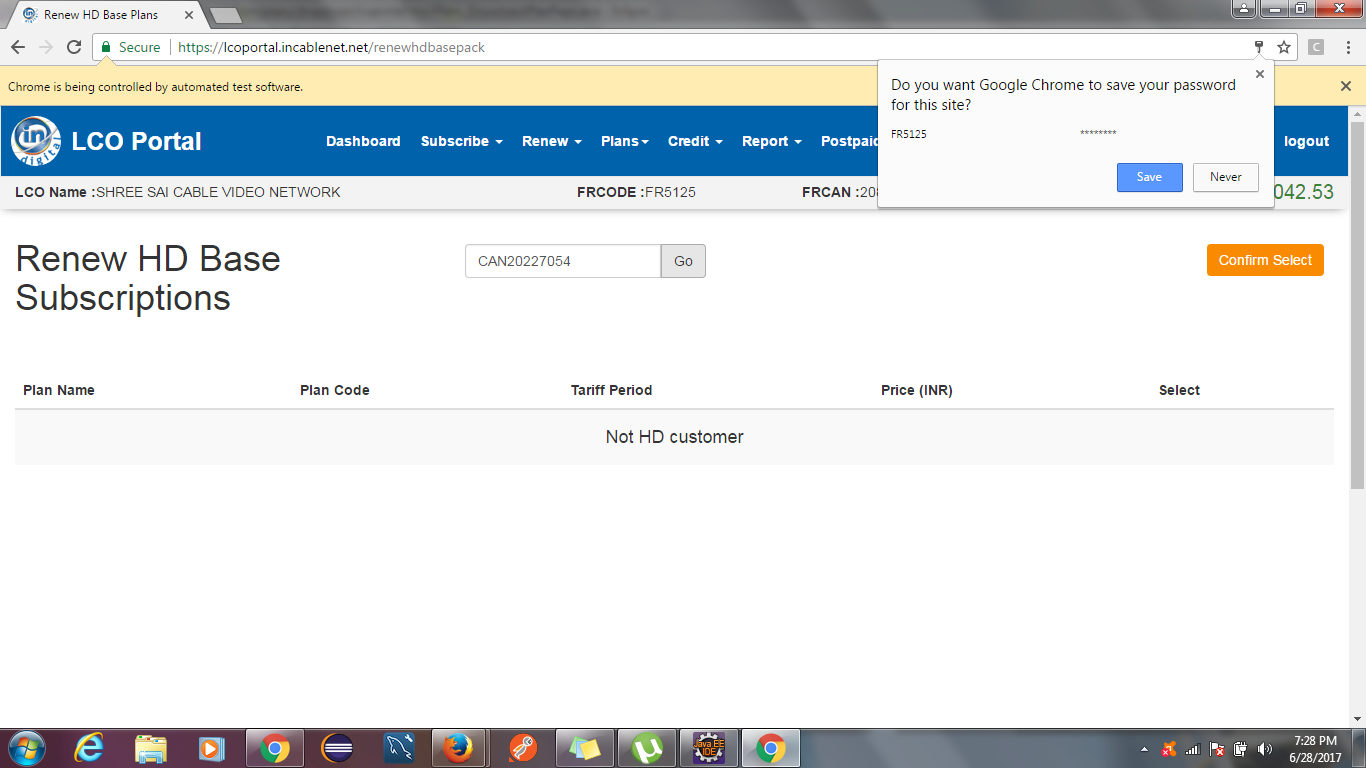 Renew HD Base Plans
Secure https://lcoportal.incablenet.net/renewhdbasepack
C
Chrome is being controlled by automated test software.
Do you want Google Chrome to save your password
for this site?
FR5125 ********
Save Never
in
digital
LCO Portal Dashboard Subscribe Renew Plans Credit Report Postpaid logout
LCO Name :SHREE SAI CABLE VIDEO NETWORK FRCODE :FR5125 FRCAN :20 042.53
Renew HD Base
Subscriptions
CAN20227054 Go Confirm Select
Plan Name Plan Code Tariff Period Price (INR) Select
Not HD customer
Java EE
IDE
7:28 PM
6/28/2017